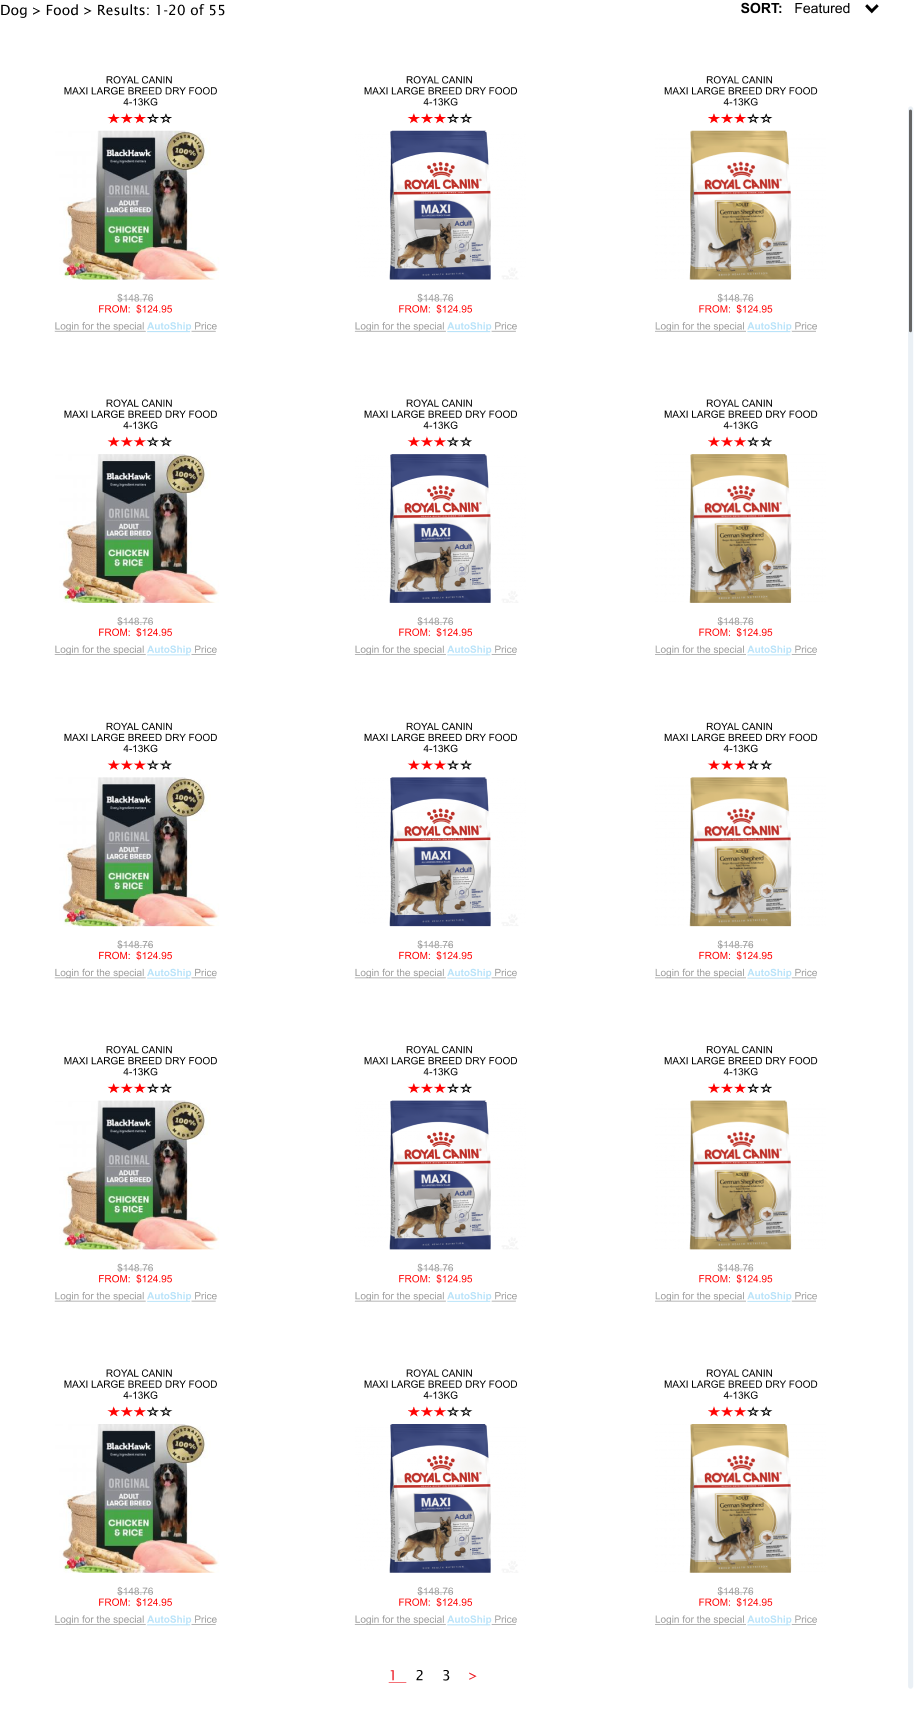 Dog > Food > Results: 1-20 of 55
SORT: Featured
ROYAL CANIN ROYAL CANIN ROYAL CANIN
MAXI LARGE BREED DRY FOOD MAXI LARGE BREED DRY FOOD MAXI LARGE BREED DRY FOOD
4-13KG 4-13KG 4-13KG
BlackHawk
AUSTRALIAN
100%
MADE
ORIGINAL
ADULT
LARGE BREED
CHICKEN
& RICE
ROYAL CANIN
MAXI
Adult
ROYAL CANIN
ADULT
German Shepherd
$148.76 $148.76 $148.76
FROM: $124.95 FROM: $124.95 FROM: $124.95
Login for the special AutoShip Price Login for the special AutoShip Price Login for the special AutoShip Price
ROYAL CANIN ROYAL CANIN ROYAL CANIN
MAXI LARGE BREED DRY FOOD MAXI LARGE BREED DRY FOOD MAXI LARGE BREED DRY FOOD
4-13KG 4-13KG 4-13KG
BlackHawk
AUSTRALIAN
100%
MADE
ORIGINAL
ADULT
LARGE BREED
CHICKEN
& RICE
ROYAL CANIN
MAXI
Adult
ROYAL CANIN
ADULT
German Shepherd
$148.76 $148.76 $148.76
FROM: $124.95 FROM: $124.95 FROM: $124.95
Login for the special AutoShip Price Login for the special AutoShip Price Login for the special AutoShip Price
ROYAL CANIN ROYAL CANIN ROYAL CANIN
MAXI LARGE BREED DRY FOOD MAXI LARGE BREED DRY FOOD MAXI LARGE BREED DRY FOOD
4-13KG 4-13KG 4-13KG
BlackHawk
AUSTRALIAN
100%
MADE
ORIGINAL
ADULT
LARGE BREED
CHICKEN
& RICE
ROYAL CANIN
MAXI
Adult
ROYAL CANIN
ADULT
German Shepherd
$148.76 $148.76 $148.76
FROM: $124.95 FROM: $124.95 FROM: $124.95
Login for the special AutoShip Price Login for the special AutoShip Price Login for the special AutoShip Price
ROYAL CANIN ROYAL CANIN ROYAL CANIN
MAXI LARGE BREED DRY FOOD MAXI LARGE BREED DRY FOOD MAXI LARGE BREED DRY FOOD
4-13KG 4-13KG 4-13KG
BlackHawk
AUSTRALIAN
100%
MADE
ORIGINAL
ADULT
LARGE BREED
CHICKEN
& RICE
ROYAL CANIN
MAXI
Adult
ROYAL CANIN
ADULT
German Shepherd
$148.76 $148.76 $148.76
FROM: $124.95 FROM: $124.95 FROM: $124.95
Login for the special AutoShip Price Login for the special AutoShip Price Login for the special AutoShip Price
ROYAL CANIN ROYAL CANIN ROYAL CANIN
MAXI LARGE BREED DRY FOOD MAXI LARGE BREED DRY FOOD MAXI LARGE BREED DRY FOOD
4-13KG 4-13KG 4-13KG
BlackHawk
AUSTRALIAN
100%
MADE
ORIGINAL
ADULT
LARGE BREED
CHICKEN
& RICE
ROYAL CANIN
MAXI
Adult
ROYAL CANIN
ADULT
German Shepherd
$148.76 $148.76 $148.76
FROM: $124.95 FROM: $124.95 FROM: $124.95
Login for the special AutoShip Price Login for the special AutoShip Price Login for the special AutoShip Price
1 2 3 >